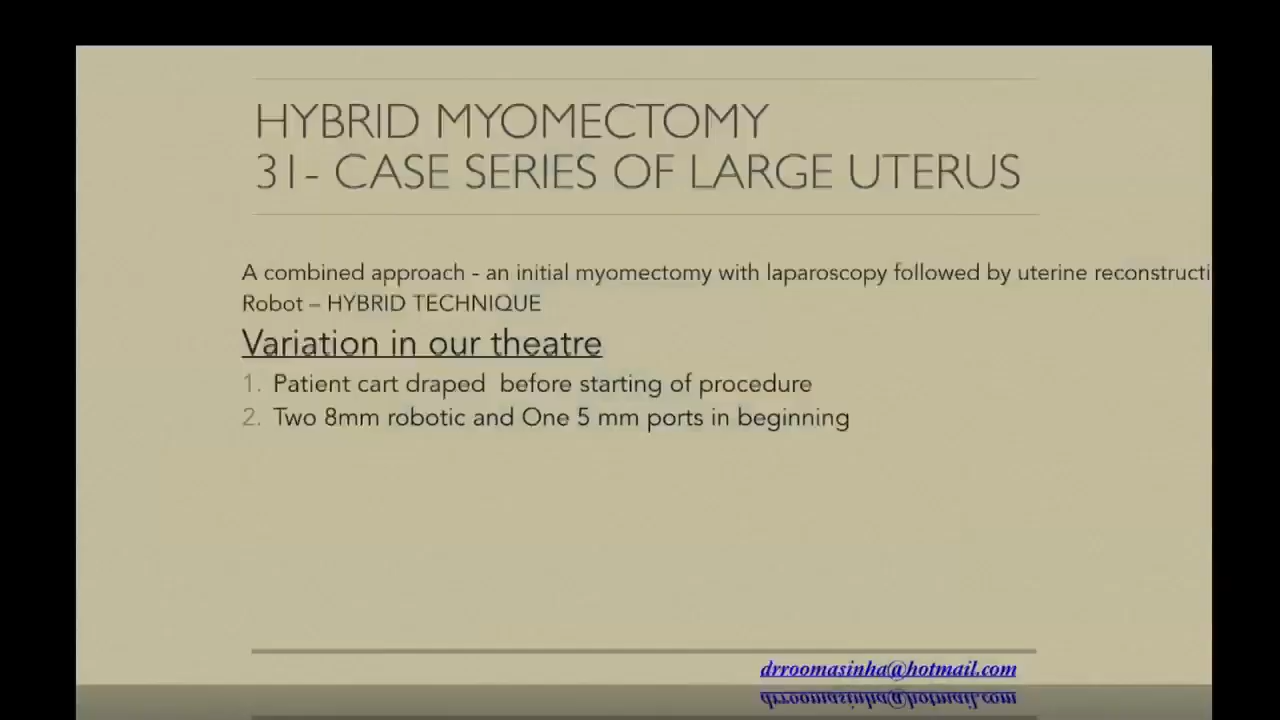 HYBRID MYOMECTOMY
31- CASE SERIES OF LARGE UTERUS
A combined approach - an initial myomectomy with laparoscopy followed by uterine reconstructi
Robot – HYBRID TECHNIQUE
Variation in our theatre
1. Patient cart draped before starting of procedure
2. Two 8mm robotic and One 5 mm ports in beginning
drroomasinha@hotmail.com